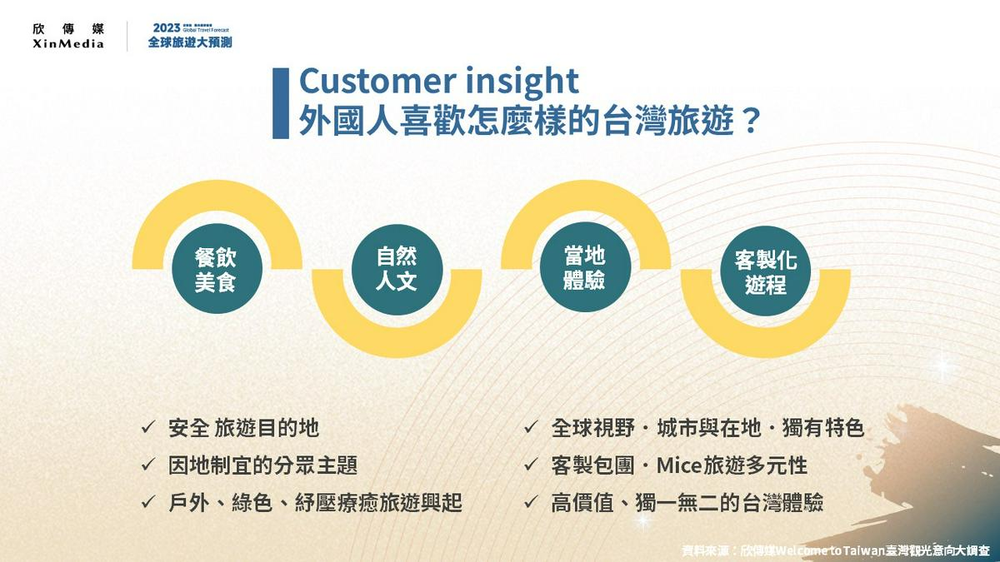 欣傳媒
XinMedia
2023
Global Travel Forecast
全球旅遊大預測
Customer insight
外國人喜歡怎麼樣的台灣旅遊？
餐飲
美食
自然
人文
當地
體驗
客製化
遊程
✓ 安全 旅遊目的地
✓ 因地制宜的分眾主題
✓ 戶外、綠色、紓壓療癒旅遊興起
✓ 全球視野・城市與在地・獨有特色
✓ 客製包團・Mice旅遊多元性
✓ 高價值、獨一無二的台灣體驗
資料來源：欣傳媒Welcome to Taiwan臺灣觀光意向大調查